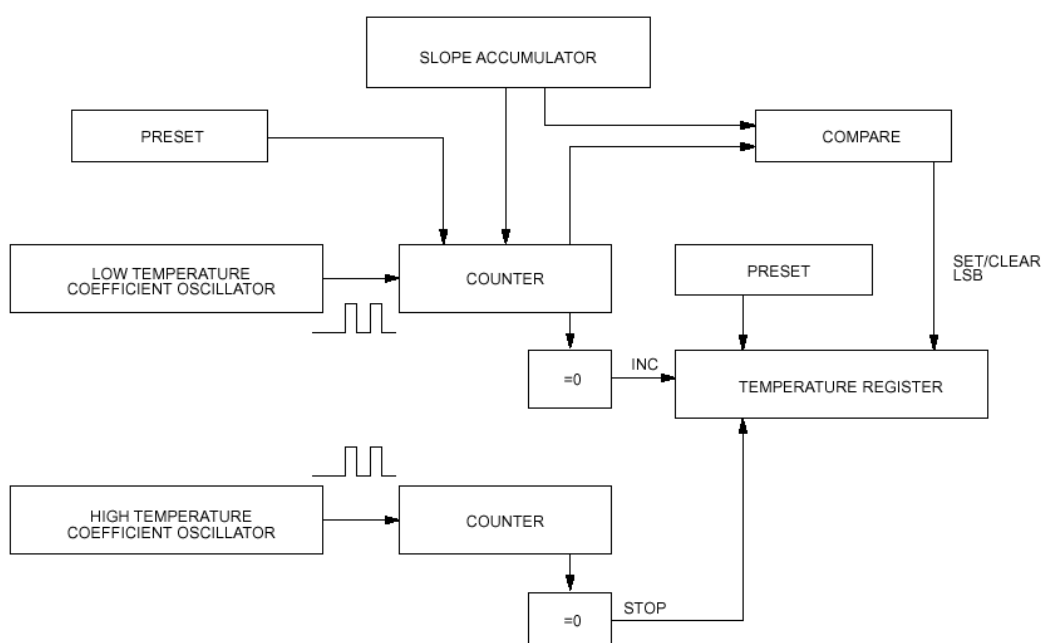 SLOPE ACCUMULATOR
PRESET
COMPARE
LOW TEMPERATURE
COEFFICIENT OSCILLATOR
COUNTER
PRESET
SET/CLEAR
LSB
=0
INC
TEMPERATURE REGISTER
HIGH TEMPERATURE
COEFFICIENT OSCILLATOR
COUNTER
=0
STOP